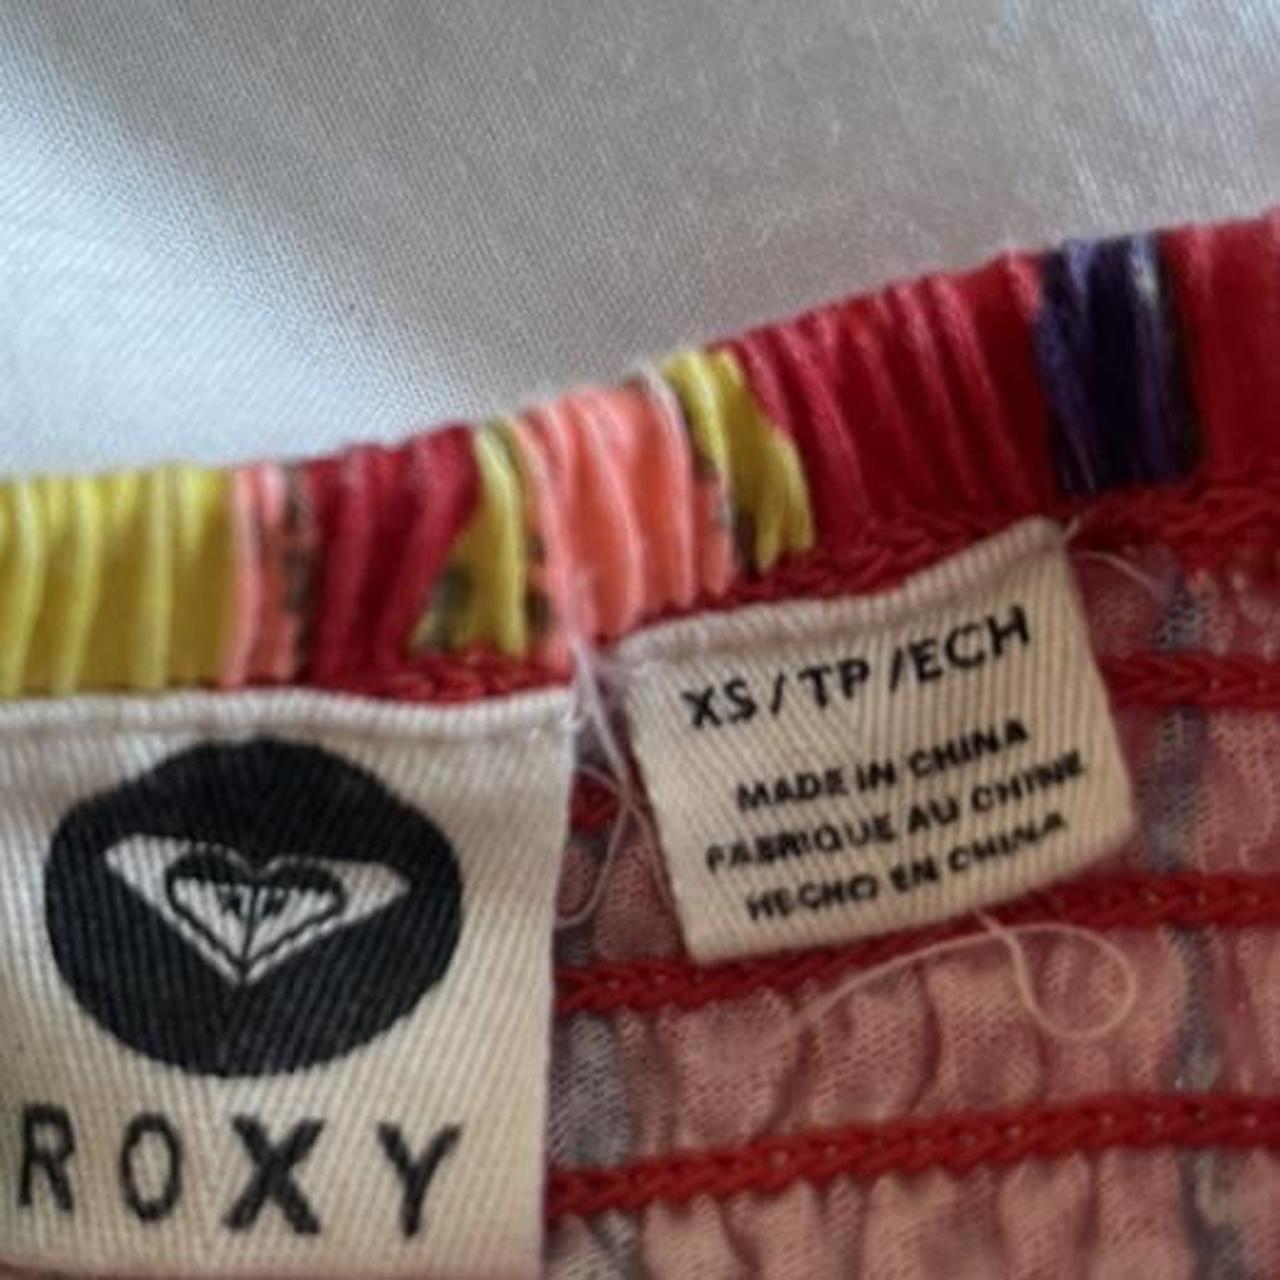 ROXY
XS/TP/ECH
MADE IN CHINA
FABRIQUE AU CHINE
HECHO EN CHINA